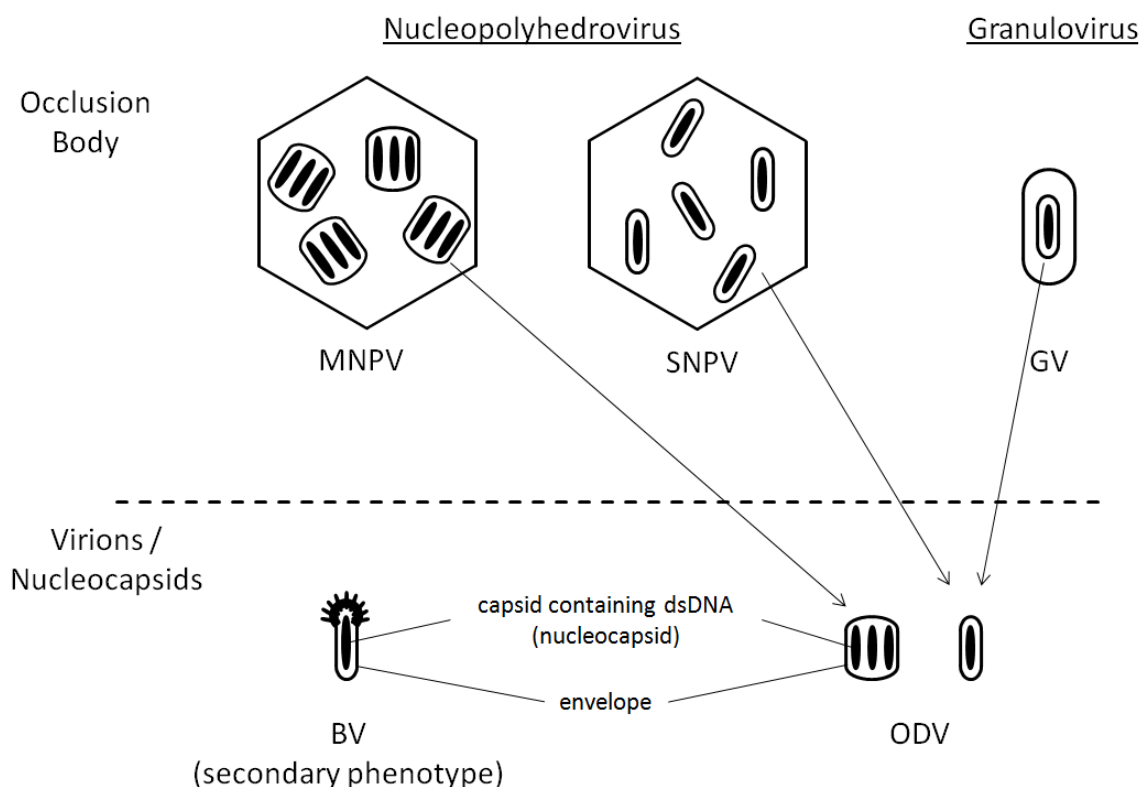 Nucleopolyhedrovirus
Granulovirus
Occlusion
Body
MNPV
SNPV
GV
Virions /
Nucleocapsids
capsid containing dsDNA
(nucleocapsid)
envelope
BV
(secondary phenotype)
ODV